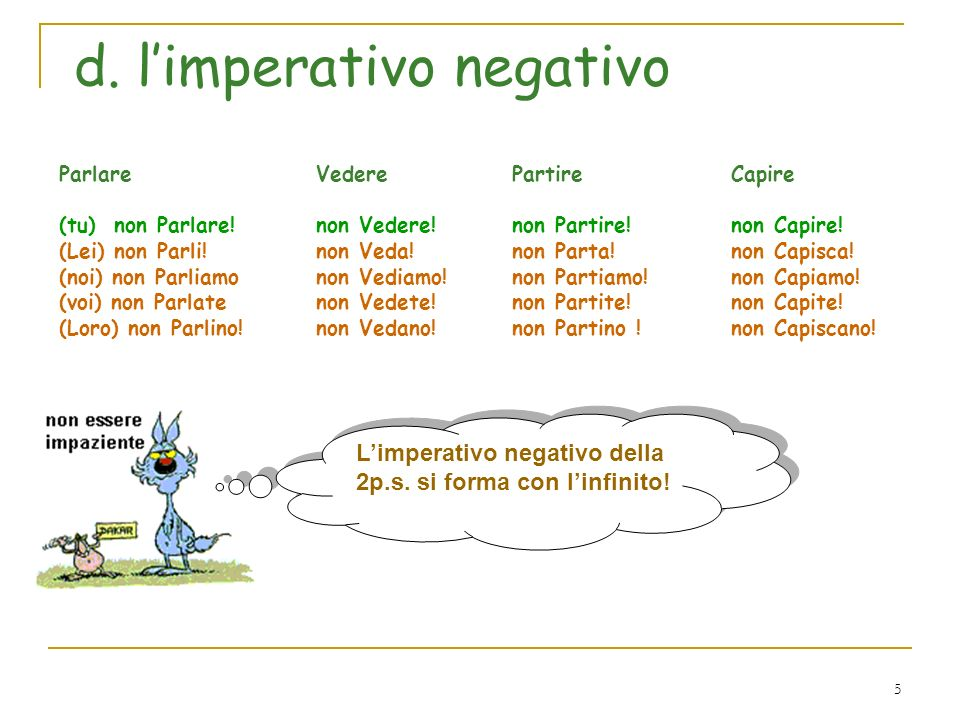 d. l’imperativo negativo
Parlare Vedere Partire Capire
(tu) non Parlare! non Vedere! non Partire! non Capire!
(Lei) non Parli! non Veda! non Parta! non Capisca!
(noi) non Parliamo non Vediamo! non Partiamo! non Capiamo!
(voi) non Parlate non Vedete! non Partite! non Capite!
(Loro) non Parlino! non Vedano! non Partino ! non Capiscano!
non essere
impaziente
DAKAR
L’imperativo negativo della
2p.s. si forma con l’infinito!
5